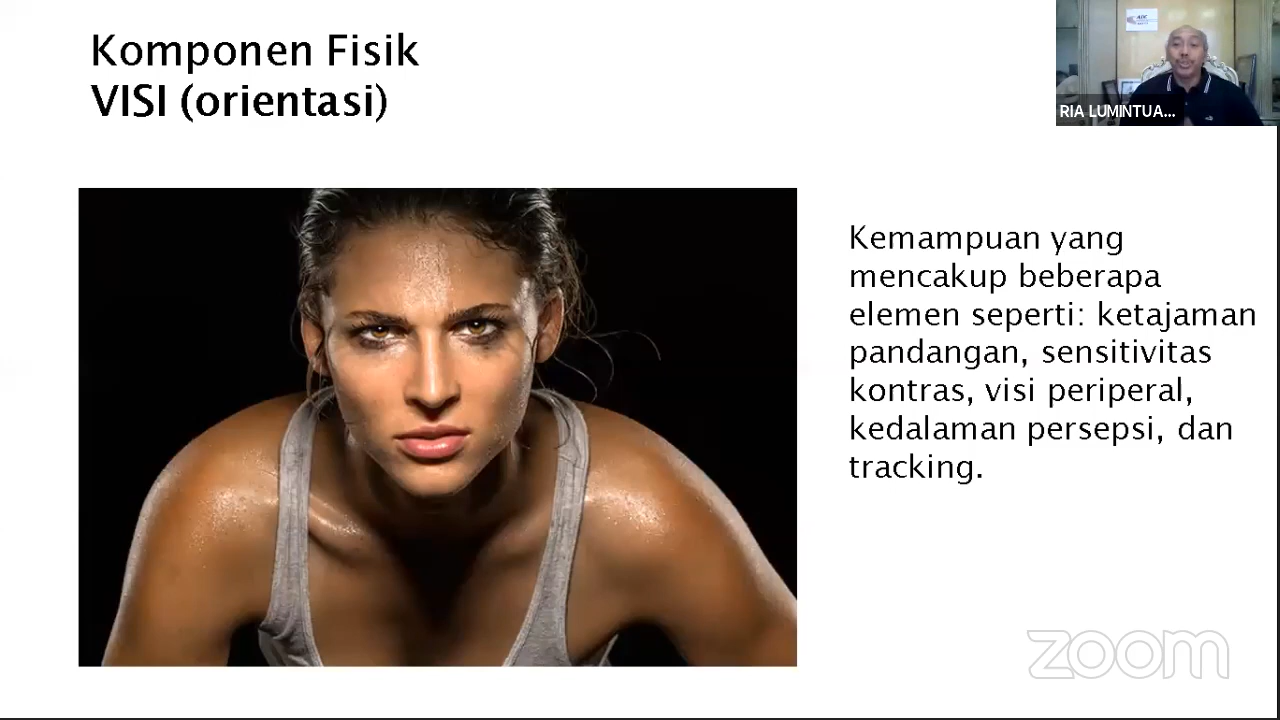 Komponen Fisik
VISI (orientasi)
RIA LUMINTUA...
Kemampuan yang
mencakup beberapa
elemen seperti: ketajaman
pandangan, sensitivitas
kontras, visi periperal,
kedalaman persepsi, dan
tracking.
zoom